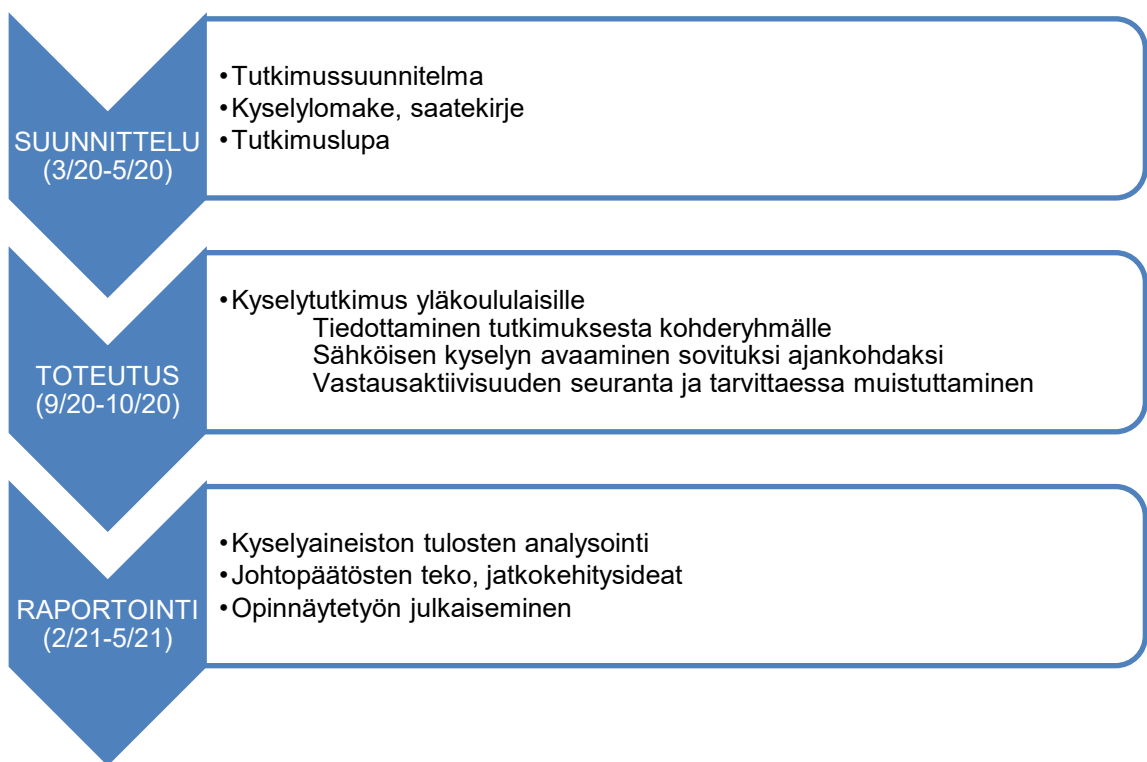 SUUNNITTELU
(3/20-5/20)
•Tutkimussuunnitelma
•Kyselylomake, saatekirje
•Tutkimuslupa
TOTEUTUS
(9/20-10/20)
•Kyselytutkimus yläkoululaisille
Tiedottaminen tutkimuksesta kohderyhmälle
Sähköisen kyselyn avaaminen sovituksi ajankohdaksi
Vastausaktiivisuuden seuranta ja tarvittaessa muistuttaminen
RAPORTOINTI
(2/21-5/21)
•Kyselyaineiston tulosten analysointi
•Johtopäätösten teko, jatkokehitysideat
•Opinnäytetyön julkaiseminen